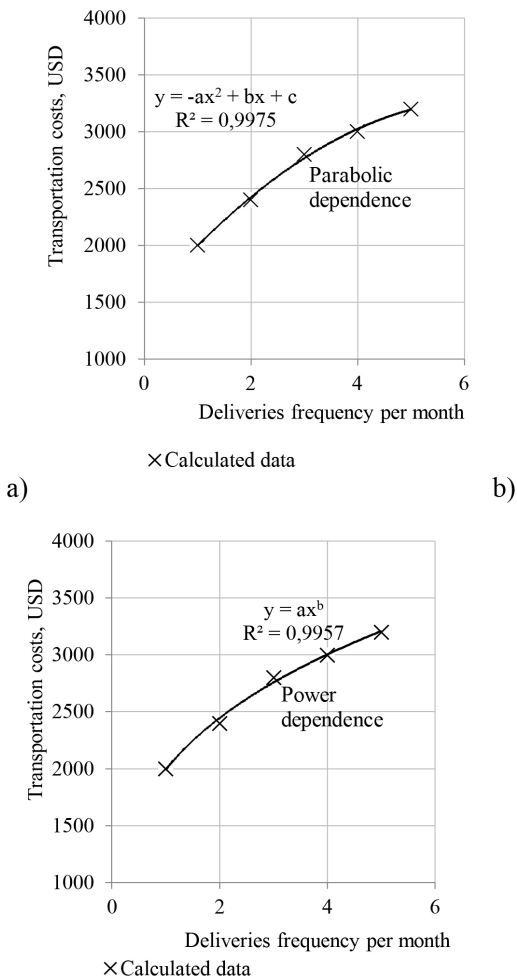 4000
3500
3000
2500
2000
1500
1000
Transportation costs, USD
y = -ax² + bx + c
R² = 0,9975
Parabolic
dependence
0 2 4 6
Deliveries frequency per month
×Calculated data
a) b)
4000
3500
3000
2500
2000
1500
1000
Transportation costs, USD
y = axᵇ
R² = 0,9957
Power
dependence
0 2 4 6
Deliveries frequency per month
×Calculated data